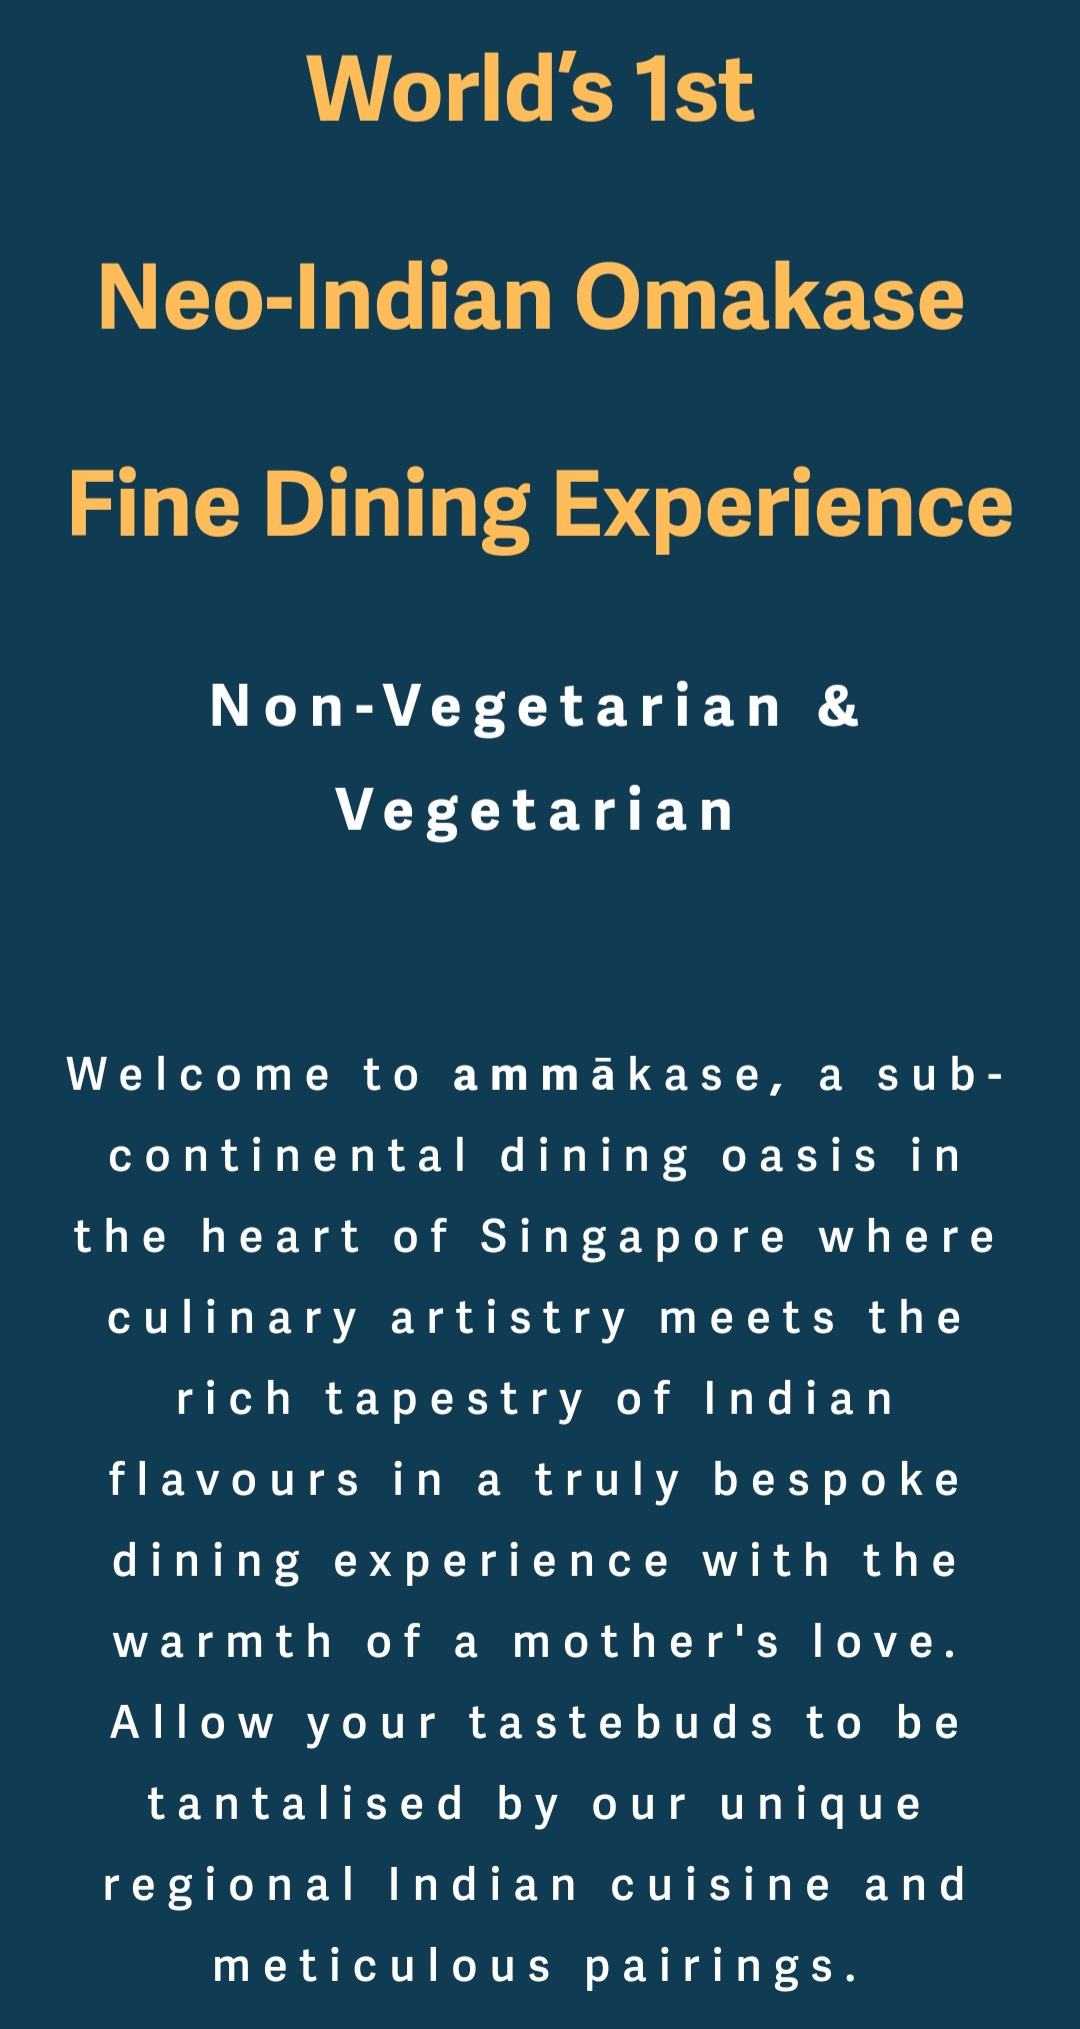 World’s 1st
Neo-Indian Omakase
Fine Dining Experience
Non-Vegetarian &
Vegetarian
Welcome to ammākase, a sub-
continental dining oasis in
the heart of Singapore where
culinary artistry meets the
rich tapestry of Indian
flavours in a truly bespoke
dining experience with the
warmth of a mother's love.
Allow your tastebuds to be
tantalised by our unique
regional Indian cuisine and
meticulous pairings.